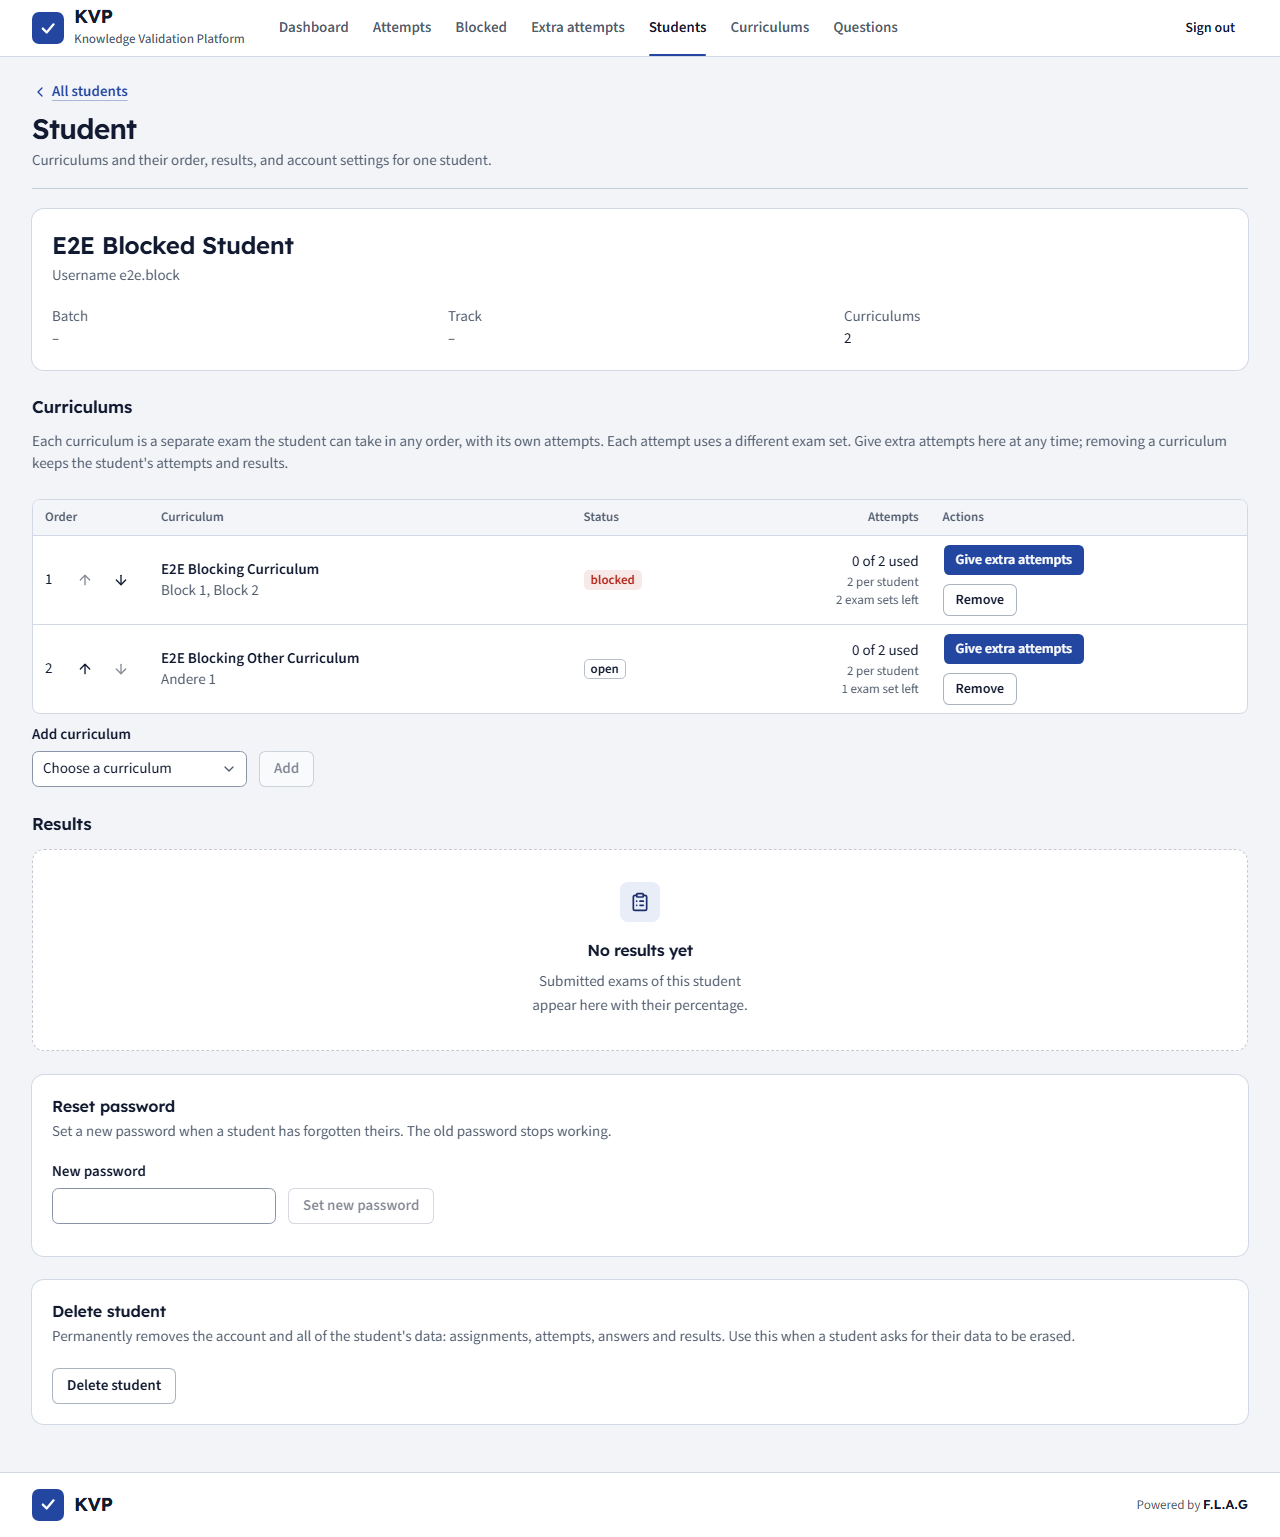 KVP
Knowledge Validation Platform
Dashboard
Attempts
Blocked
Extra attempts
Students
Curriculums
Questions
Sign out
All students
Student
Curriculums and their order, results, and account settings for one student.
E2E Blocked Student
Username e2e.block
Batch
Track
Curriculums
–
–
2
Curriculums
Each curriculum is a separate exam the student can take in any order, with its own attempts. Each attempt uses a different exam set. Give extra attempts here at any time; removing a curriculum
keeps the student's attempts and results.
Order
Curriculum
Status
Attempts
Actions
1
E2E Blocking Curriculum
Block 1, Block 2
blocked
0 of 2 used
2 per student
2 exam sets left
Give extra attempts
Remove
2
E2E Blocking Other Curriculum
Andere 1
open
0 of 2 used
2 per student
1 exam set left
Give extra attempts
Remove
Add curriculum
Choose a curriculum
Add
Results
No results yet
Submitted exams of this student
appear here with their percentage.
Reset password
Set a new password when a student has forgotten theirs. The old password stops working.
New password
Set new password
Delete student
Permanently removes the account and all of the student's data: assignments, attempts, answers and results. Use this when a student asks for their data to be erased.
Delete student
KVP
Powered by F.L.A.G